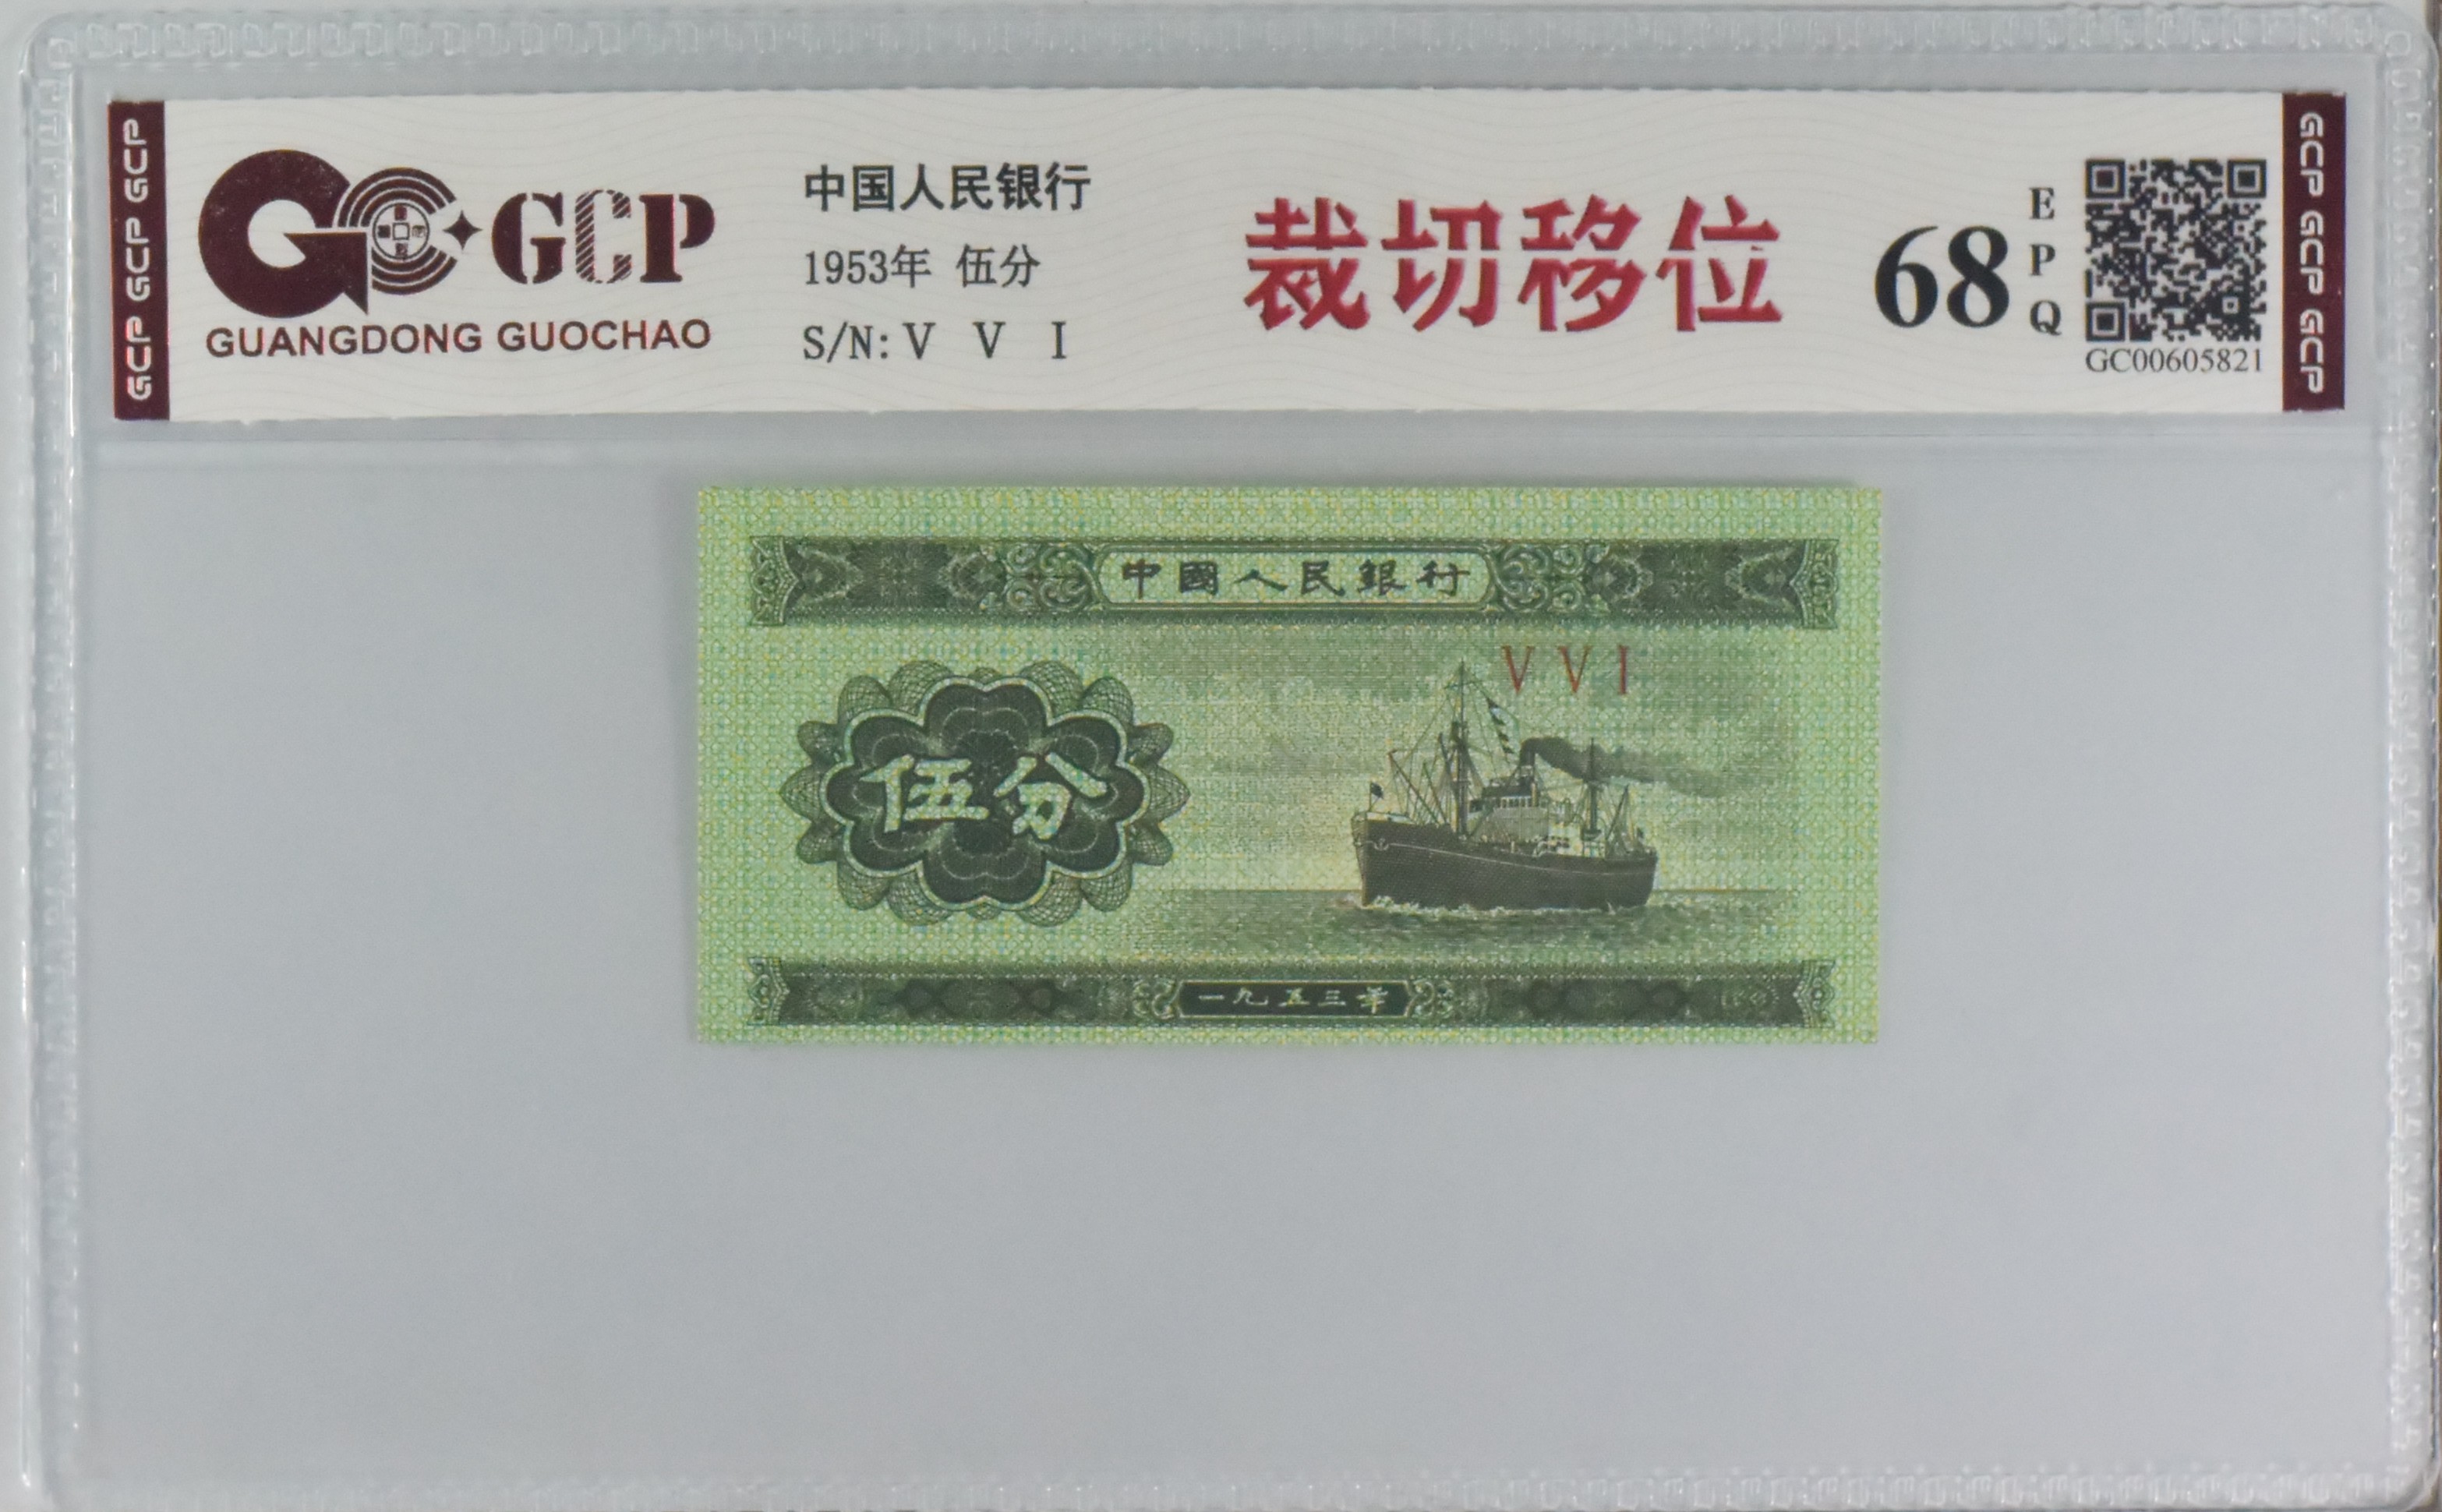 GCP GCP GCP
GCP
GUANGDONG GUOCHAO
中国人民银行
1953年 伍分
S/N: V V I
裁切移位
68
EPQ
GC00605821
GCP GCP GCP
中國人民銀行
V V I
伍分
一九五三年